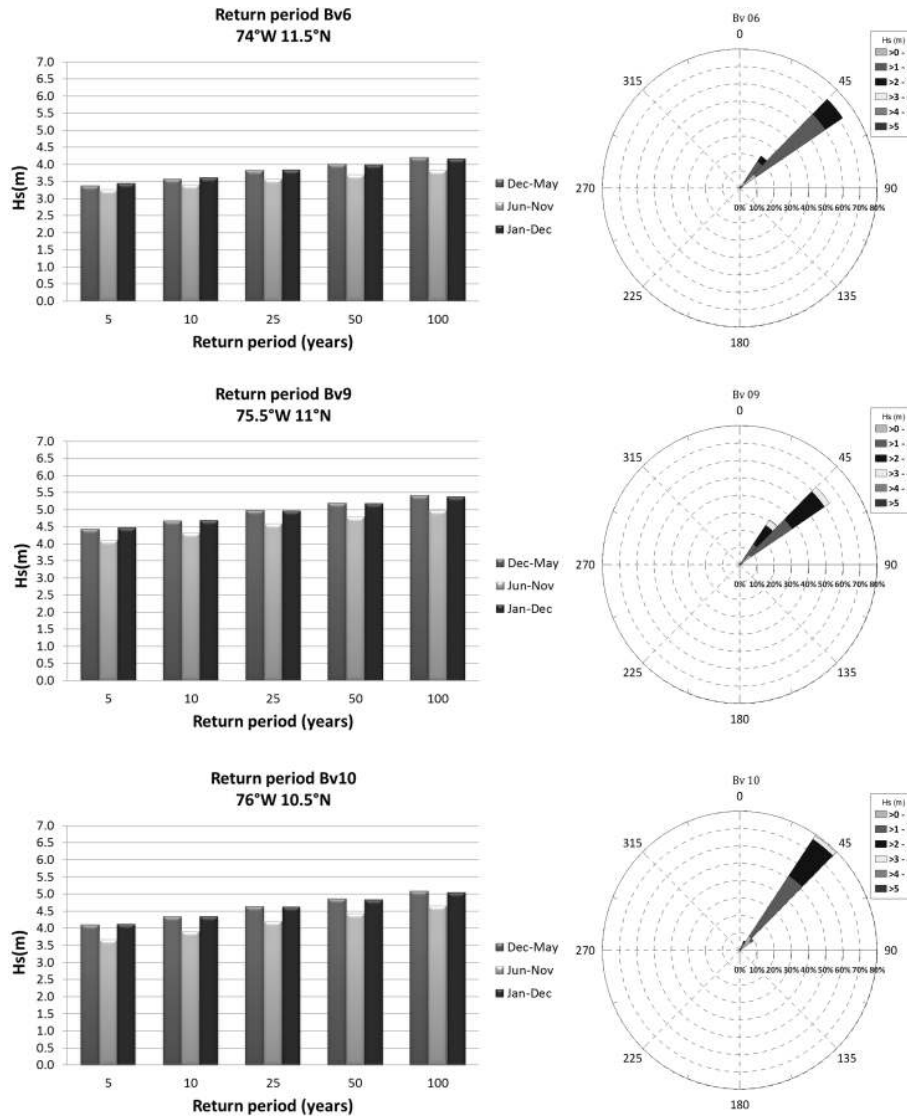 Return period Bv6
74°W 11.5°N
7.0
6.5
6.0
5.5
5.0
4.5
4.0
3.5
3.0
2.5
2.0
1.5
1.0
0.5
0.0
Hs(m)
5 10 25 50 100
Return period (years)
Dec-May
Jun-Nov
Jan-Dec
Bv 06
0
45
90
135
180
225
270
315
0% 10% 20% 30% 40% 50% 60% 70% 80%
Hs (m)
>0 -
>1 -
>2 -
>3 -
>4 -
>5
Return period Bv9
75.5°W 11°N
7.0
6.5
6.0
5.5
5.0
4.5
4.0
3.5
3.0
2.5
2.0
1.5
1.0
0.5
0.0
Hs(m)
5 10 25 50 100
Return period (years)
Dec-May
Jun-Nov
Jan-Dec
Bv 09
0
45
90
135
180
225
270
315
0% 10% 20% 30% 40% 50% 60% 70% 80%
Hs (m)
>0 -
>1 -
>2 -
>3 -
>4 -
>5
Return period Bv10
76°W 10.5°N
7.0
6.5
6.0
5.5
5.0
4.5
4.0
3.5
3.0
2.5
2.0
1.5
1.0
0.5
0.0
Hs(m)
5 10 25 50 100
Return period (years)
Dec-May
Jun-Nov
Jan-Dec
Bv 10
0
45
90
135
180
225
270
315
0% 10% 20% 30% 40% 50% 60% 70% 80%
Hs (m)
>0 -
>1 -
>2 -
>3 -
>4 -
>5